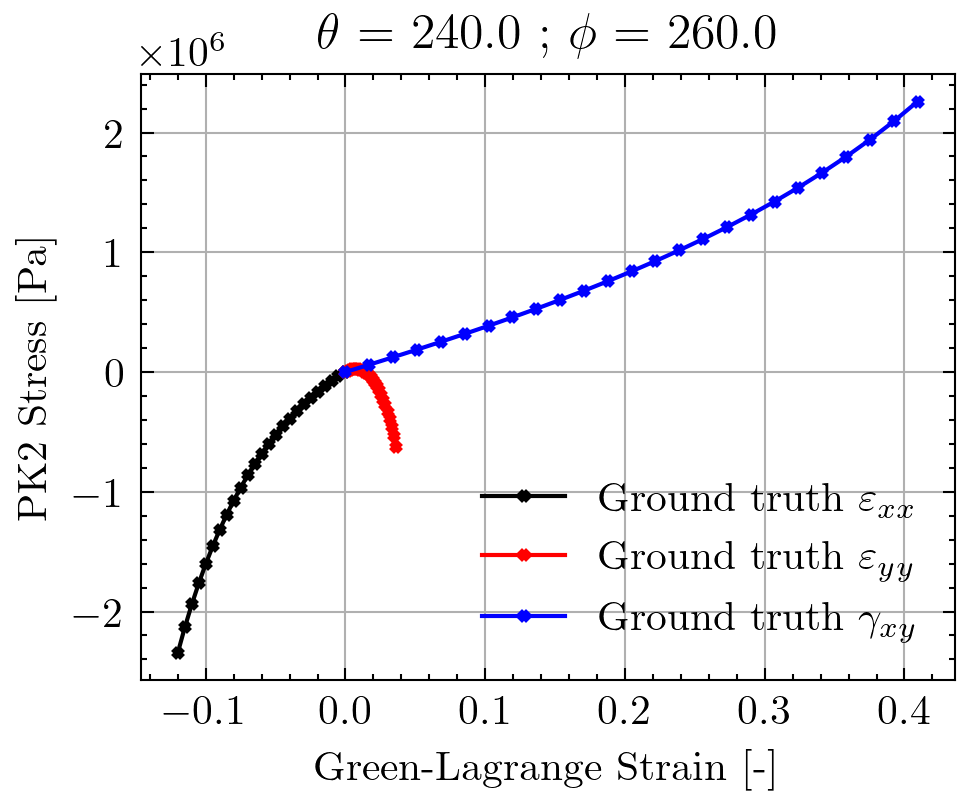 θ = 240.0 ; ϕ = 260.0
×10⁶
PK2 Stress [Pa]
2
1
0
−1
−2
Ground truth εxx
Ground truth εyy
Ground truth γxy
−0.1 0.0 0.1 0.2 0.3 0.4
Green-Lagrange Strain [-]